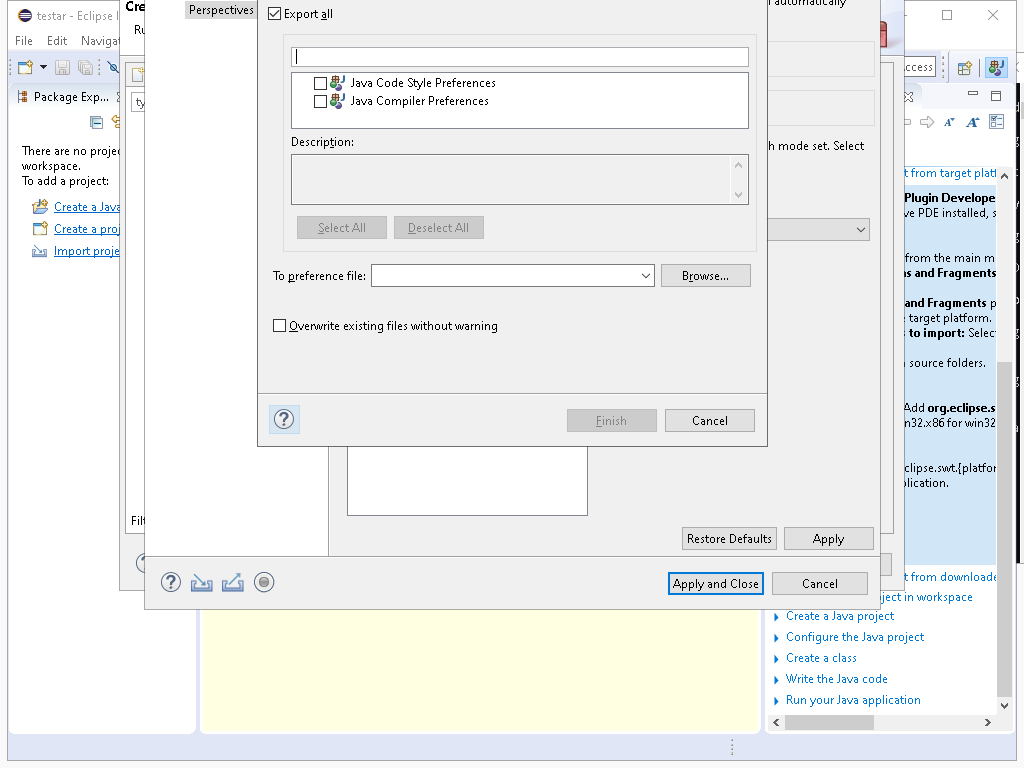 testar - Eclipse I
Cre
Perspectives
Export all
l automatically
File Edit Navigat
Ru
ccess
Package Exp...
ty
Java Code Style Preferences
Java Compiler Preferences
Description:
h mode set. Select
There are no projec
workspace.
To add a project:
Create a Java
Create a proj
Import proje
Select All
Deselect All
t from target platf
Plugin Develope
ve PDE installed, s
from the main m
ns and Fragments
To preference file:
Browse...
and Fragments p
e target platform.
s to import: Selec
Overwrite existing files without warning
source folders.
Add org.eclipse.s
in32.x86 for win32
Finish
Cancel
clipse.swt.{platfor
plication.
Filt
Restore Defaults
Apply
Apply and Close
Cancel
t from downloade
ject in workspace
Create a Java project
Configure the Java project
Create a class
Write the Java code
Run your Java application